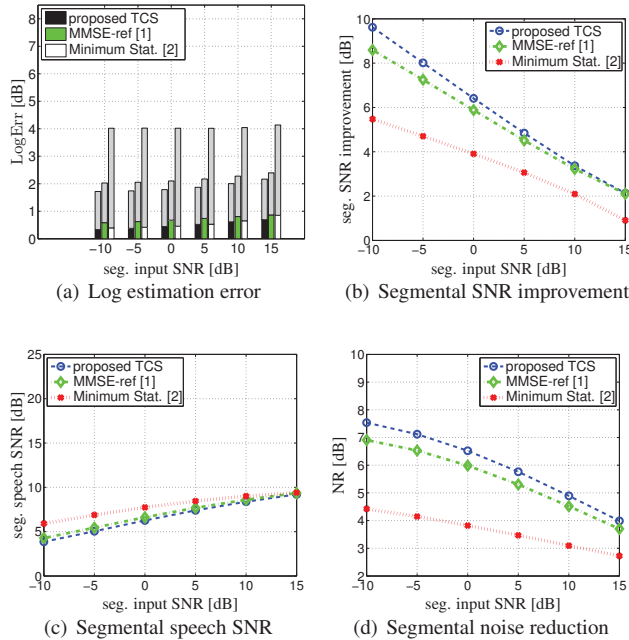 proposed TCS
MMSE-ref [1]
Minimum Stat. [2]
8
7
6
5
4
3
2
1
0
LogErr [dB]
−10 −5 0 5 10 15
seg. input SNR [dB]
(a) Log estimation error
proposed TCS
MMSE-ref [1]
Minimum Stat. [2]
10
8
6
4
2
0
seg. SNR improvement [dB]
−10 −5 0 5 10 15
seg. input SNR [dB]
(b) Segmental SNR improvement
proposed TCS
MMSE-ref [1]
Minimum Stat. [2]
25
20
15
10
5
0
seg. speech SNR [dB]
−10 −5 0 5 10 15
seg. input SNR [dB]
(c) Segmental speech SNR
proposed TCS
MMSE-ref [1]
Minimum Stat. [2]
10
9
8
7
6
5
4
3
2
NR [dB]
−10 −5 0 5 10 15
seg. input SNR [dB]
(d) Segmental noise reduction